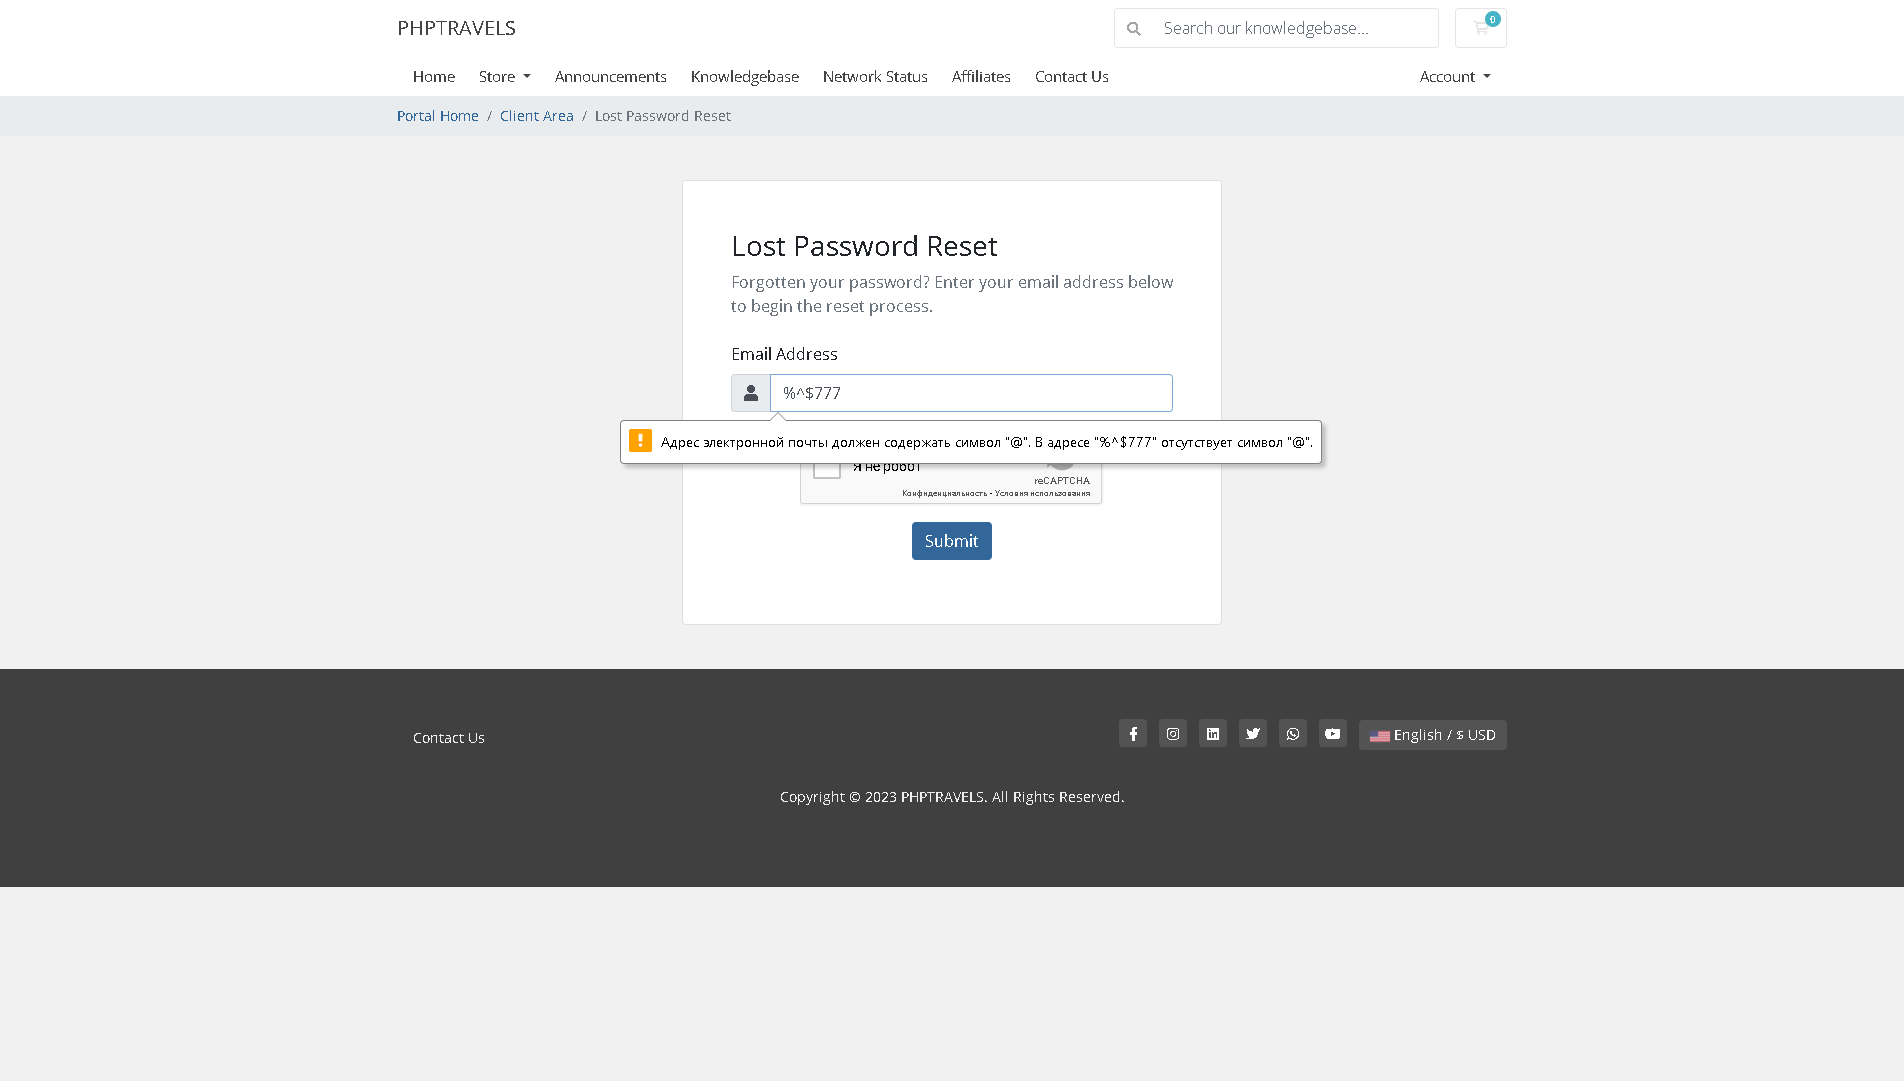 PHPTRAVELS
Search our knowledgebase...
0
Home Store Announcements Knowledgebase Network Status Affiliates Contact Us Account
Portal Home / Client Area / Lost Password Reset
Lost Password Reset
Forgotten your password? Enter your email address below
to begin the reset process.
Email Address
%^$777
Адрес электронной почты должен содержать символ "@". В адресе "%^$777" отсутствует символ "@".
Я не робот
reCAPTCHA
Конфиденциальность - Условия использования
Submit
Contact Us
English / $ USD
Copyright © 2023 PHPTRAVELS. All Rights Reserved.